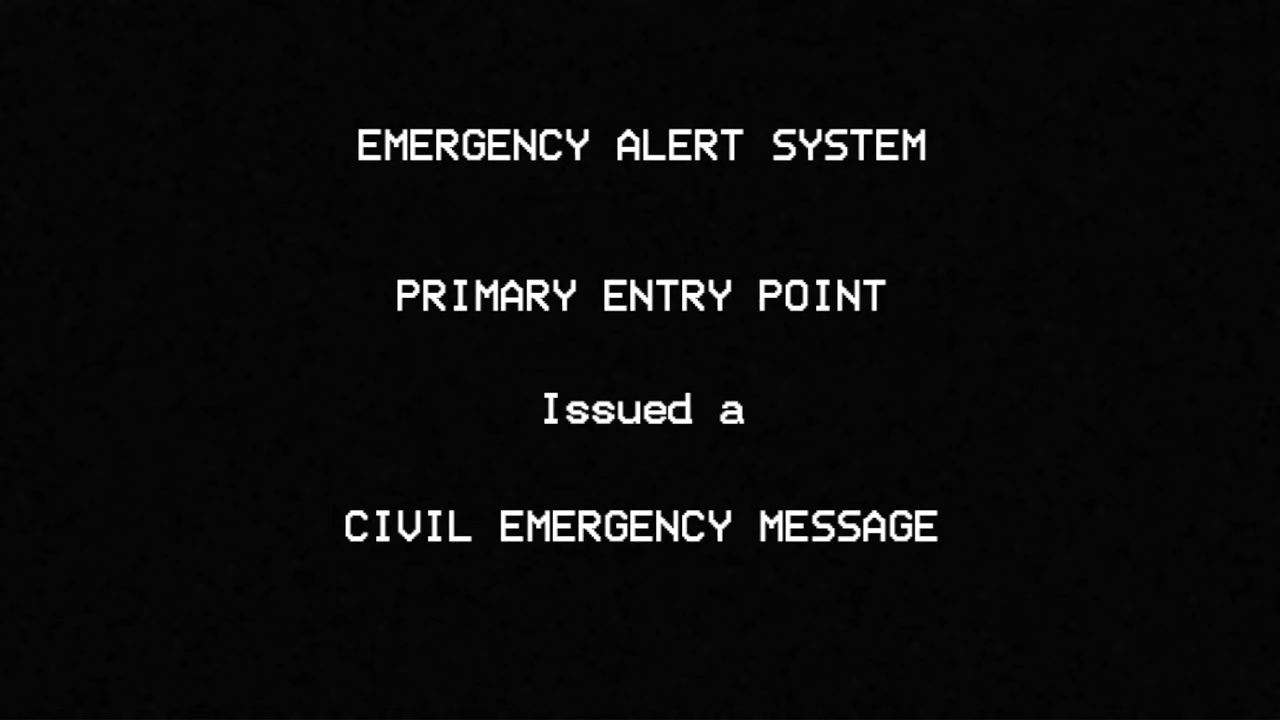 EMERGENCY ALERT SYSTEM
PRIMARY ENTRY POINT
Issued a
CIVIL EMERGENCY MESSAGE